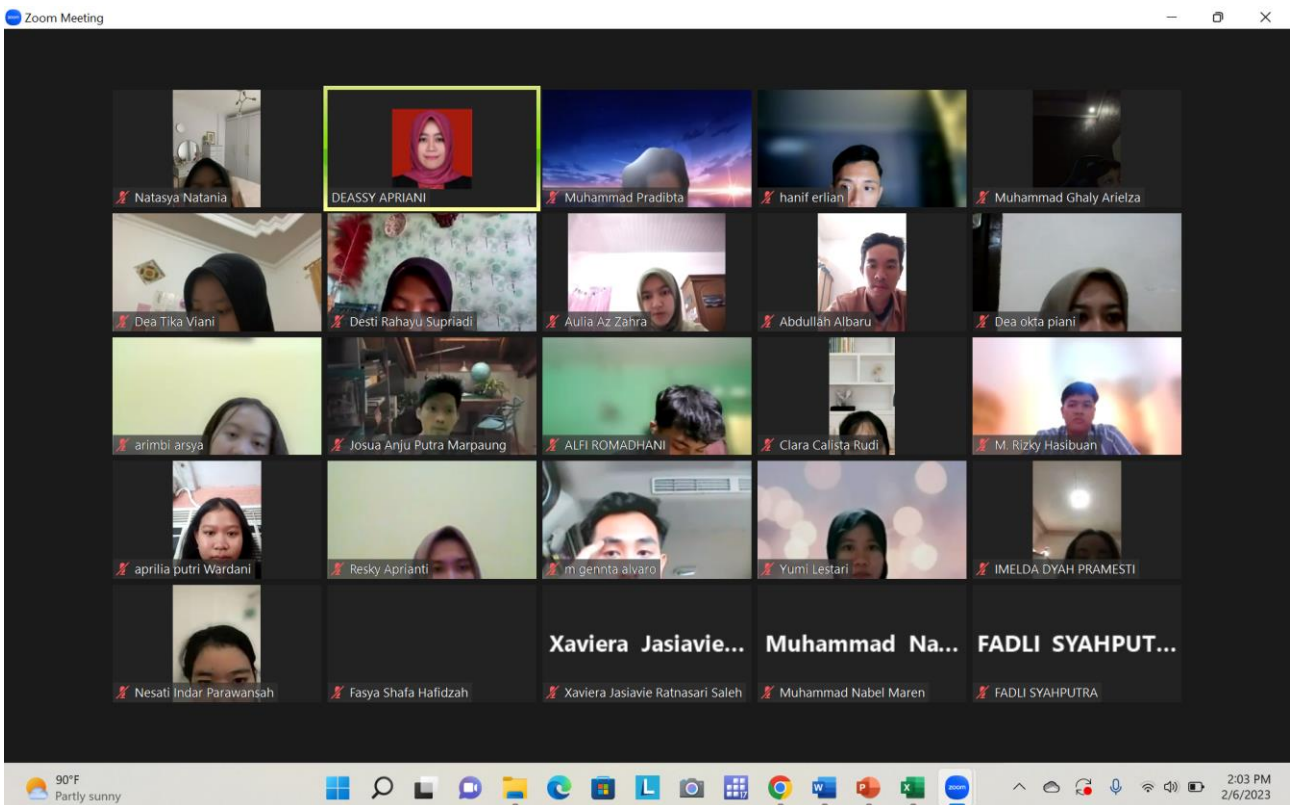 Zoom Meeting
Natasya Natania
DEASSY APRIANI
Muhammad Pradibta
hanif erlian
Muhammad Ghaly Arielza
Dea Tika Viani
Desti Rahayu Supriadi
Aulia Az Zahra
Abdullah Albaru
Dea okta piani
arimbi arsya
Josua Anju Putra Marpaung
ALFI ROMADHANI
Clara Calista Rudi
M. Rizky Hasibuan
aprilia putri Wardani
Resky Aprianti
m gennta alvaro
Yumi Lestari
IMELDA DYAH PRAMESTI
Xaviera Jasiavie...
Muhammad Na...
FADLI SYAHPUT...
Nesati Indar Parawansah
Fasya Shafa Hafidzah
Xaviera Jasiavie Ratnasari Saleh
Muhammad Nabel Maren
FADLI SYAHPUTRA
90°F
Partly sunny
L
17
zoom
2:03 PM
2/6/2023